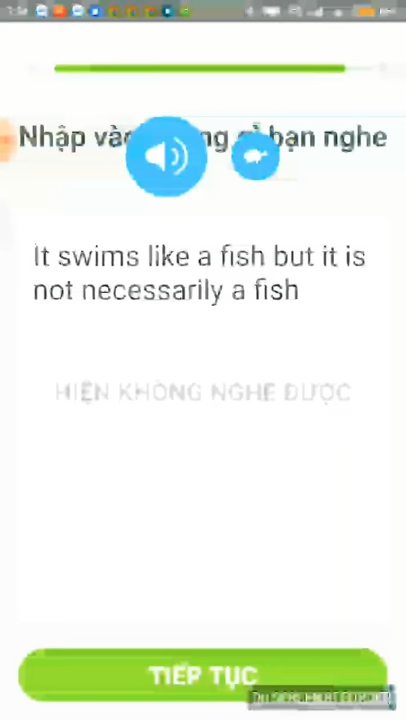 Nhập vào bạn nghe
It swims like a fish but it is
not necessarily a fish
HIỆN KHÔNG NGHE ĐƯỢC
TIẾP TỤC